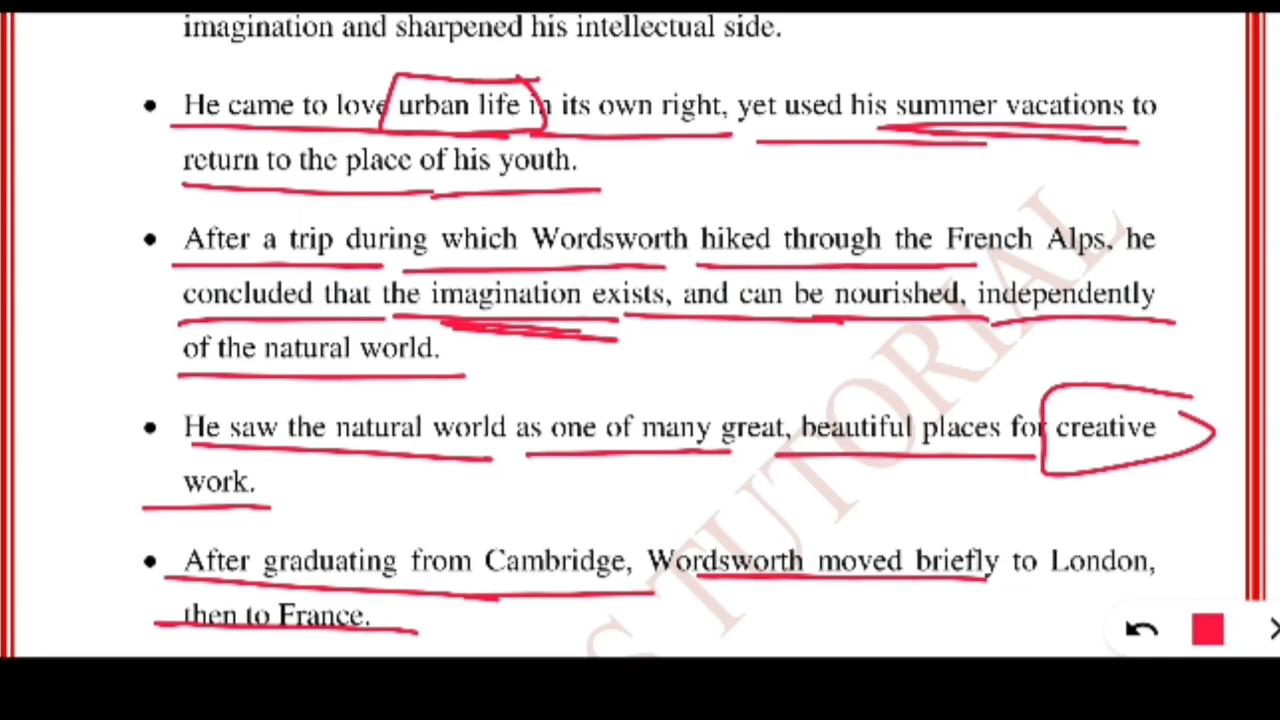 imagination and sharpened his intellectual side.
• He came to love urban life in its own right, yet used his summer vacations to
return to the place of his youth.
• After a trip during which Wordsworth hiked through the French Alps, he
concluded that the imagination exists, and can be nourished, independently
of the natural world.
• He saw the natural world as one of many great, beautiful places for creative
work.
• After graduating from Cambridge, Wordsworth moved briefly to London,
then to France.
S TUTORIAL